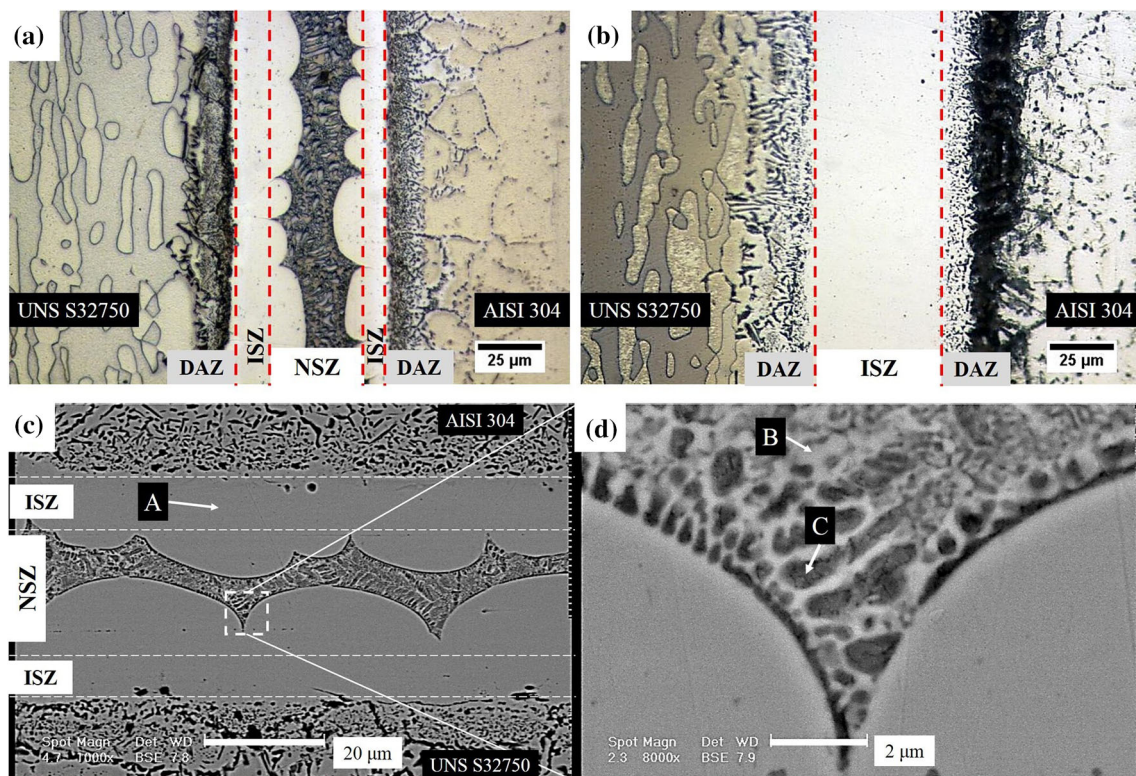 (a)
UNS S32750
AISI 304
25 µm
DAZ
ISZ
NSZ
ISZ
DAZ
(b)
UNS S32750
AISI 304
25 µm
DAZ
ISZ
DAZ
(c)
AISI 304
ISZ
A
NSZ
ISZ
Spot Magn Det WD
4.7 1000x BSE 7.8
20 µm
UNS S32750
(d)
B
C
Spot Magn Det WD
2.3 8000x BSE 7.9
2 µm